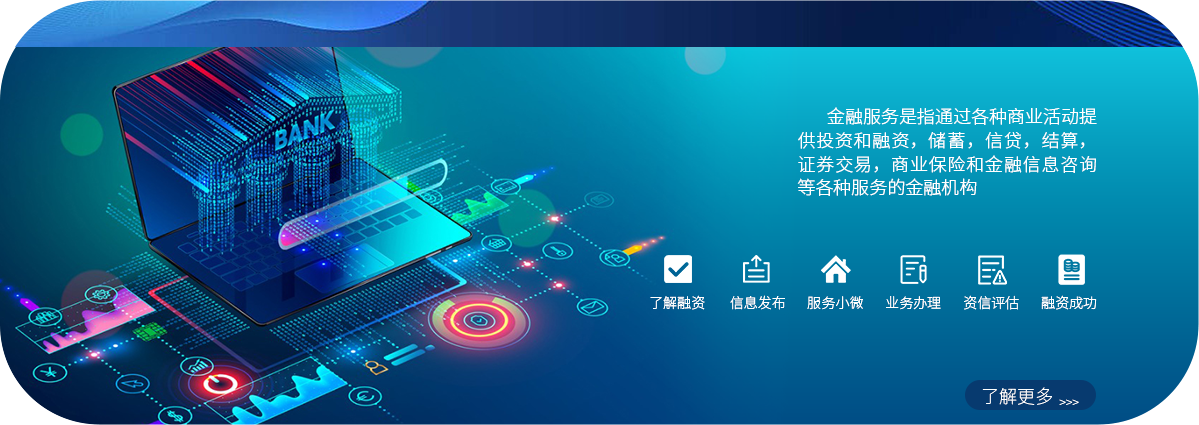 BANK
金融服务是指通过各种商业活动提
供投资和融资，储蓄，信贷，结算，
证券交易，商业保险和金融信息咨询
等各种服务的金融机构
了解融资 信息发布 服务小微 业务办理 资信评估 融资成功
了解更多 >>>